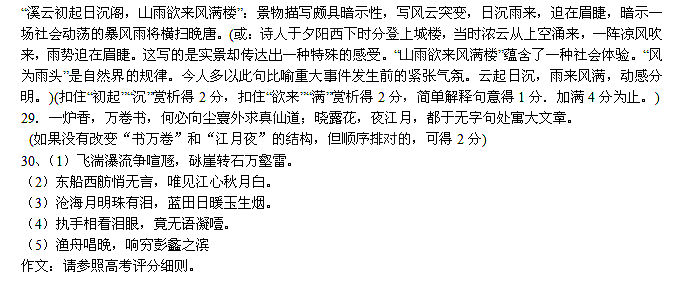 “溪云初起日沉阁，山雨欲来风满楼”：景物描写颇具暗示性，写风云突变，日沉雨来，迫在眉睫，暗示一
场社会动荡的暴风雨将横扫晚唐。(或：诗人于夕阳西下时分登上城楼，当时浓云从上空涌来，一阵凉风吹
来，雨势迫在眉睫。这写的是实景却传达出一种特殊的感受。“山雨欲来风满楼”蕴含了一种社会体验。“风
为雨头”是自然界的规律。今人多以此句比喻重大事件发生前的紧张气氛。云起日沉，雨来风满，动感分
明。)(扣住“初起”“沉”赏析得 2 分，扣住“欲来”“满”赏析得 2 分，简单解释句意得 1 分．加满 4 分为止。)
29．一炉香，万卷书，何必向尘寰外求真仙道；晓露花，夜江月，都于无字句处寓大文章。
(如果没有改变“书万卷”和“江月夜”的结构，但顺序排对的，可得 2 分)
30、（1）飞湍瀑流争喧豗，砯崖转石万壑雷。
（2）东船西舫悄无言，唯见江心秋月白。
（3）沧海月明珠有泪，蓝田日暖玉生烟。
（4）执手相看泪眼，竟无语凝噎。
（5）渔舟唱晚，响穷彭蠡之滨
作文：请参照高考评分细则。